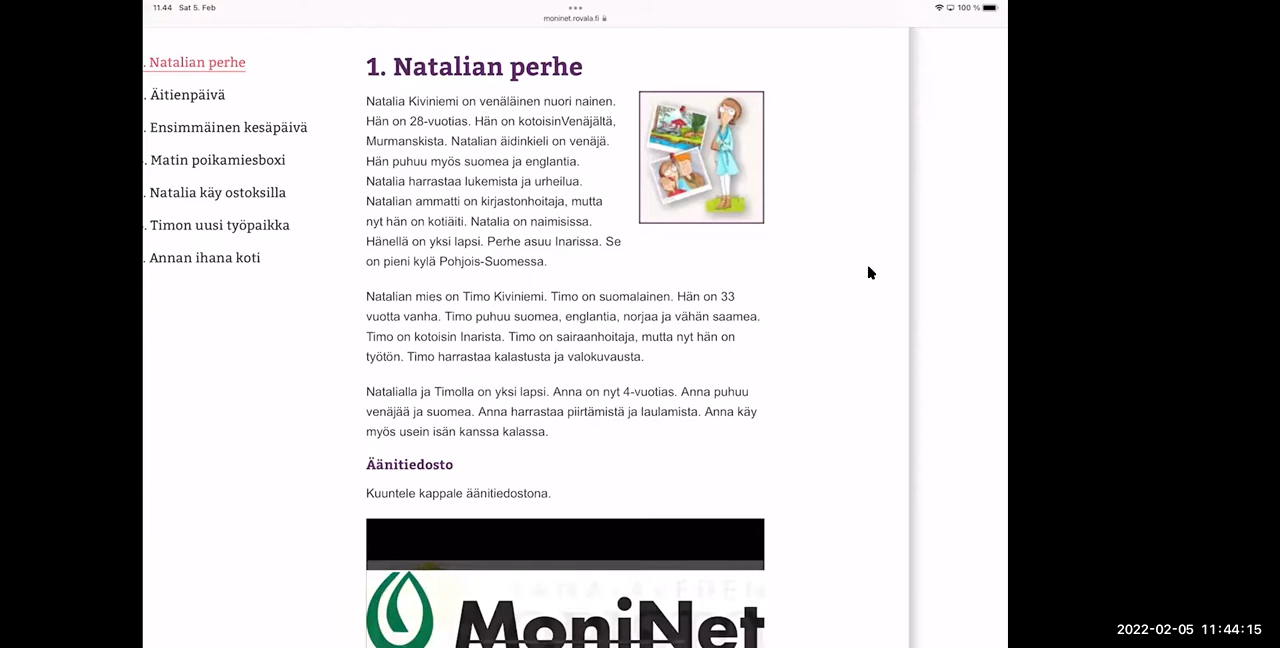 11.44 Sat 5. Feb
100 %
moninet.rovala.fi
. Natalian perhe
. Äitienpäivä
. Ensimmäinen kesäpäivä
. Matin poikamiesboxi
. Natalia käy ostoksilla
. Timon uusi työpaikka
. Annan ihana koti
1. Natalian perhe
Natalia Kiviniemi on venäläinen nuori nainen.
Hän on 28-vuotias. Hän on kotoisinVenäjältä,
Murmanskista. Natalian äidinkieli on venäjä.
Hän puhuu myös suomea ja englantia.
Natalia harrastaa lukemista ja urheilua.
Natalian ammatti on kirjastonhoitaja, mutta
nyt hän on kotiäiti. Natalia on naimisissa.
Hänellä on yksi lapsi. Perhe asuu Inarissa. Se
on pieni kylä Pohjois-Suomessa.
Natalian mies on Timo Kiviniemi. Timo on suomalainen. Hän on 33
vuotta vanha. Timo puhuu suomea, englantia, norjaa ja vähän saamea.
Timo on kotoisin Inarista. Timo on sairaanhoitaja, mutta nyt hän on
työtön. Timo harrastaa kalastusta ja valokuvausta.
Natalialla ja Timolla on yksi lapsi. Anna on nyt 4-vuotias. Anna puhuu
venäjää ja suomea. Anna harrastaa piirtämistä ja laulamista. Anna käy
myös usein isän kanssa kalassa.
Äänitiedosto
Kuuntele kappale äänitiedostona.
MoniNet
2022-02-05 11:44:15